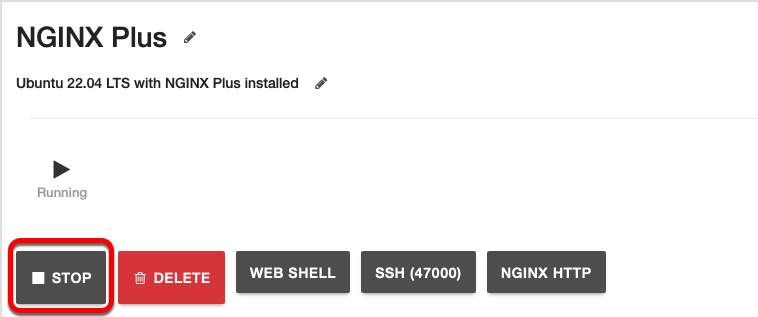 NGINX Plus
Ubuntu 22.04 LTS with NGINX Plus installed
Running
STOP DELETE WEB SHELL SSH (47000) NGINX HTTP